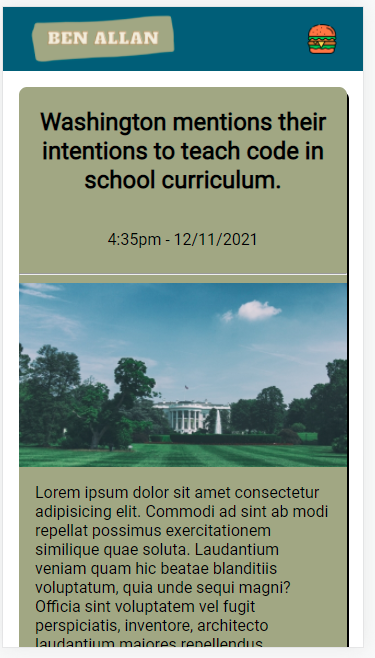 BEN ALLAN
Washington mentions their
intentions to teach code in
school curriculum.
4:35pm - 12/11/2021
Lorem ipsum dolor sit amet consectetur
adipisicing elit. Commodi ad sint ab modi
repellat possimus exercitationem
similique quae soluta. Laudantium
veniam quam hic beatae blanditiis
voluptatum, quia unde sequi magni?
Officia sint voluptatem vel fugit
perspiciatis, inventore, architecto
laudantium maiores repellendus